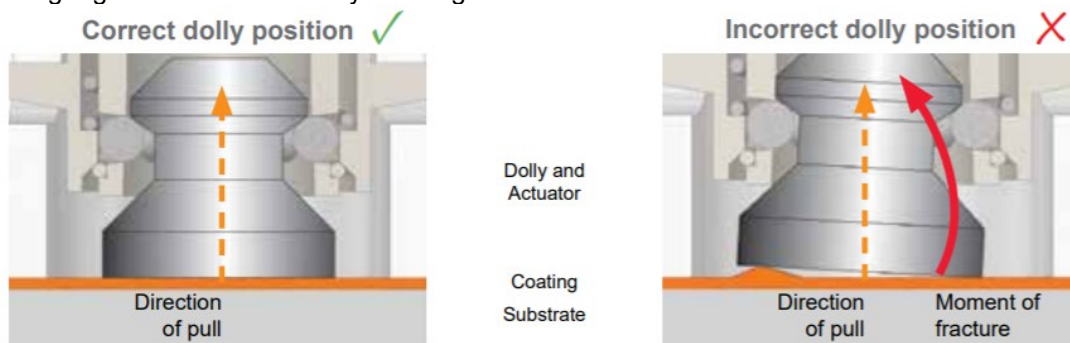 Correct dolly position
Incorrect dolly position
Dolly and
Actuator
Coating
Substrate
Direction
of pull
Direction
of pull
Moment of
fracture